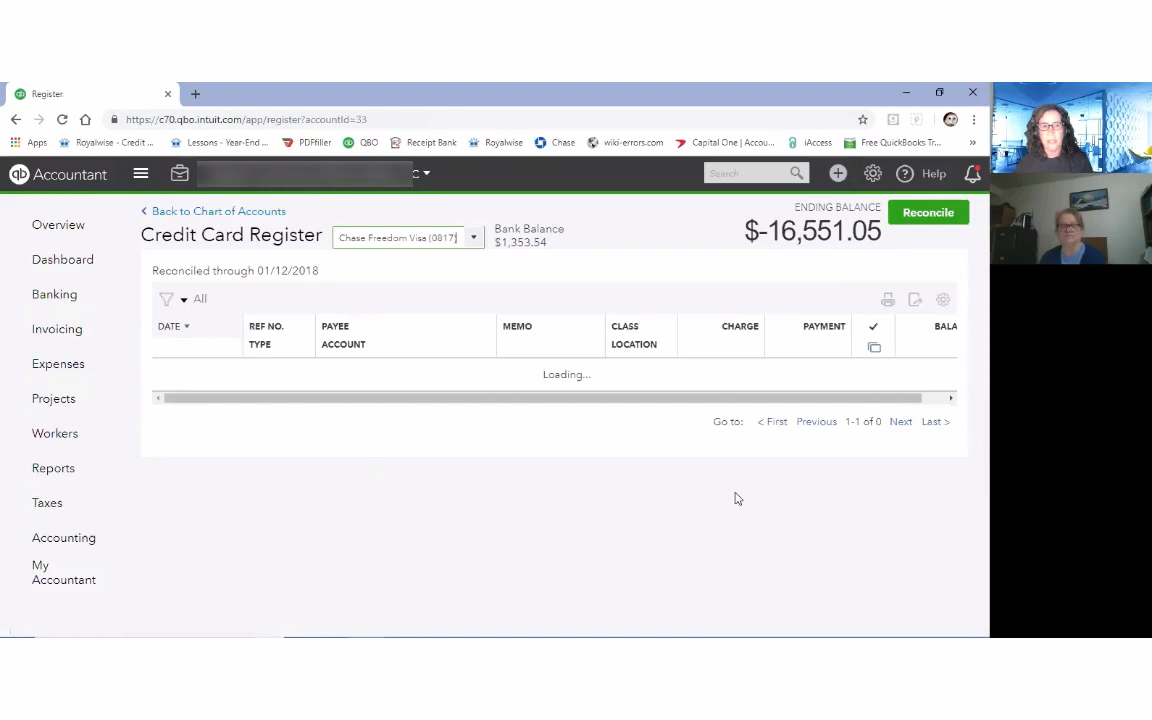 Register
https://c70.qbo.intuit.com/app/register?accountId=33
Apps Royalwise - Credit ... Lessons - Year-End ... PDFfiller QBO Receipt Bank Royalwise Chase wiki-errors.com Capital One | Accou... iAccess Free QuickBooks Tr... »
qb Accountant C Search Help
Overview
Dashboard
Banking
Invoicing
Expenses
Projects
Workers
Reports
Taxes
Accounting
My
Accountant
Back to Chart of Accounts
Credit Card Register Chase Freedom Visa (0817) Bank Balance
$1,353.54
ENDING BALANCE
$-16,551.05
Reconcile
Reconciled through 01/12/2018
All
DATE REF NO. PAYEE MEMO CLASS CHARGE PAYMENT ✓ BALA
TYPE ACCOUNT LOCATION
Loading...
Go to: < First Previous 1-1 of 0 Next Last >